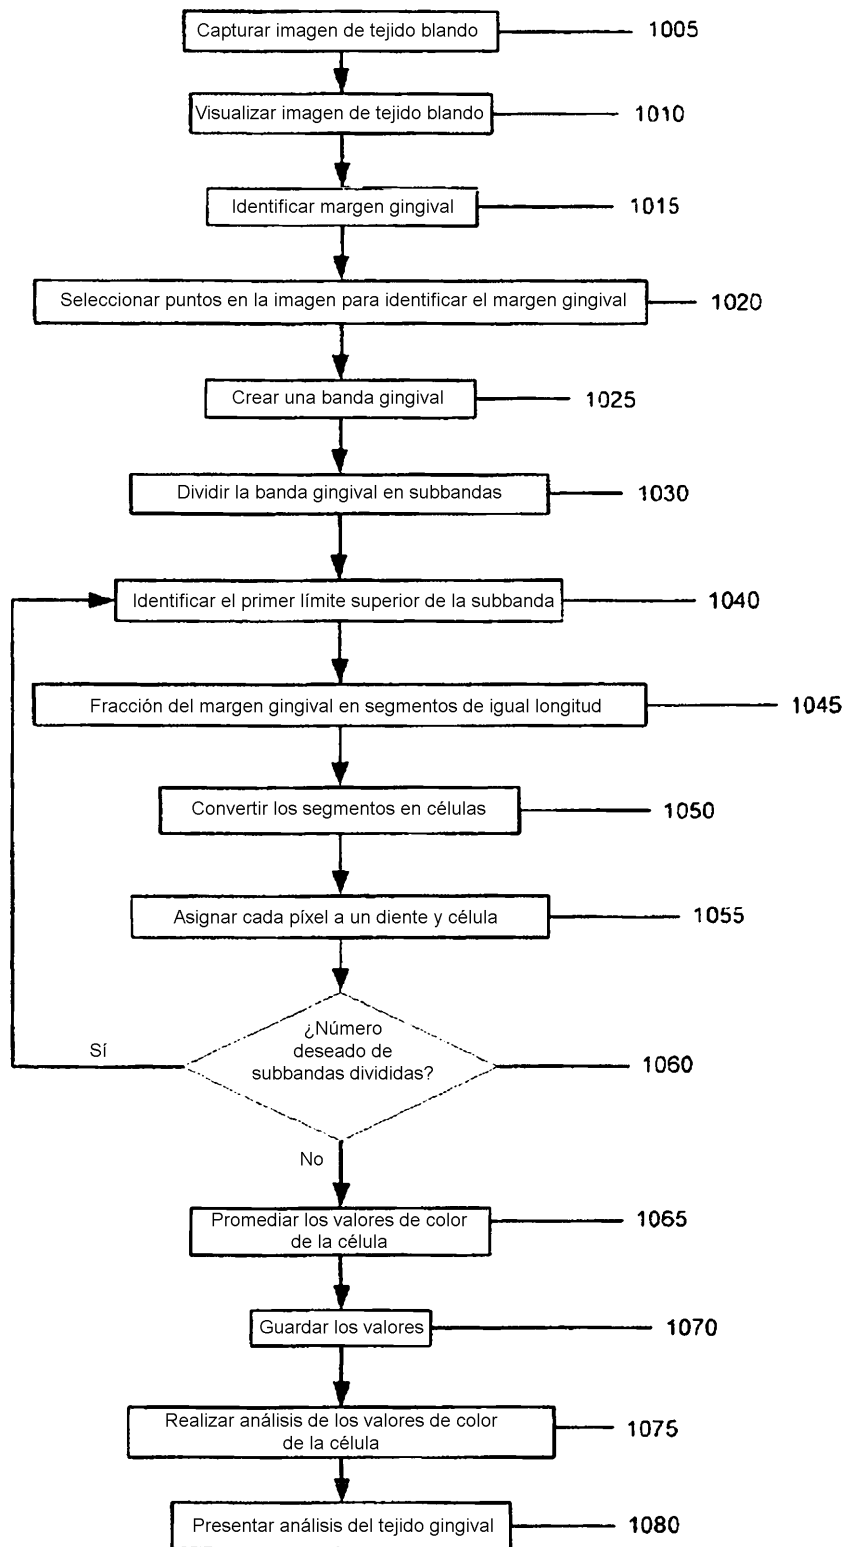 Capturar imagen de tejido blando
1005
Visualizar imagen de tejido blando
1010
Identificar margen gingival
1015
Seleccionar puntos en la imagen para identificar el margen gingival
1020
Crear una banda gingival
1025
Dividir la banda gingival en subbandas
1030
Identificar el primer límite superior de la subbanda
1040
Fracción del margen gingival en segmentos de igual longitud
1045
Convertir los segmentos en células
1050
Asignar cada píxel a un diente y célula
1055
¿Número
deseado de
subbandas divididas?
1060
Sí
No
Promediar los valores de color
de la célula
1065
Guardar los valores
1070
Realizar análisis de los valores de color
de la célula
1075
Presentar análisis del tejido gingival
1080